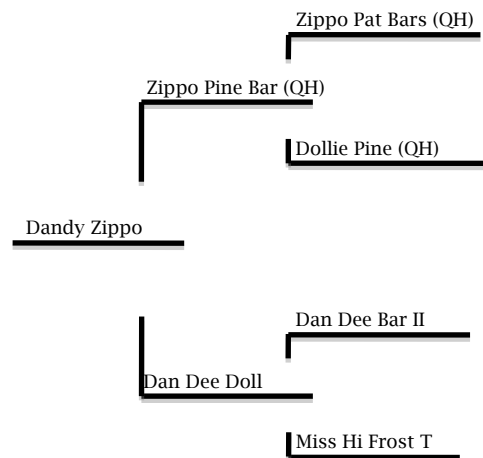 Zippo Pat Bars (QH)
Zippo Pine Bar (QH)
Dollie Pine (QH)
Dandy Zippo
Dan Dee Bar II
Dan Dee Doll
Miss Hi Frost T